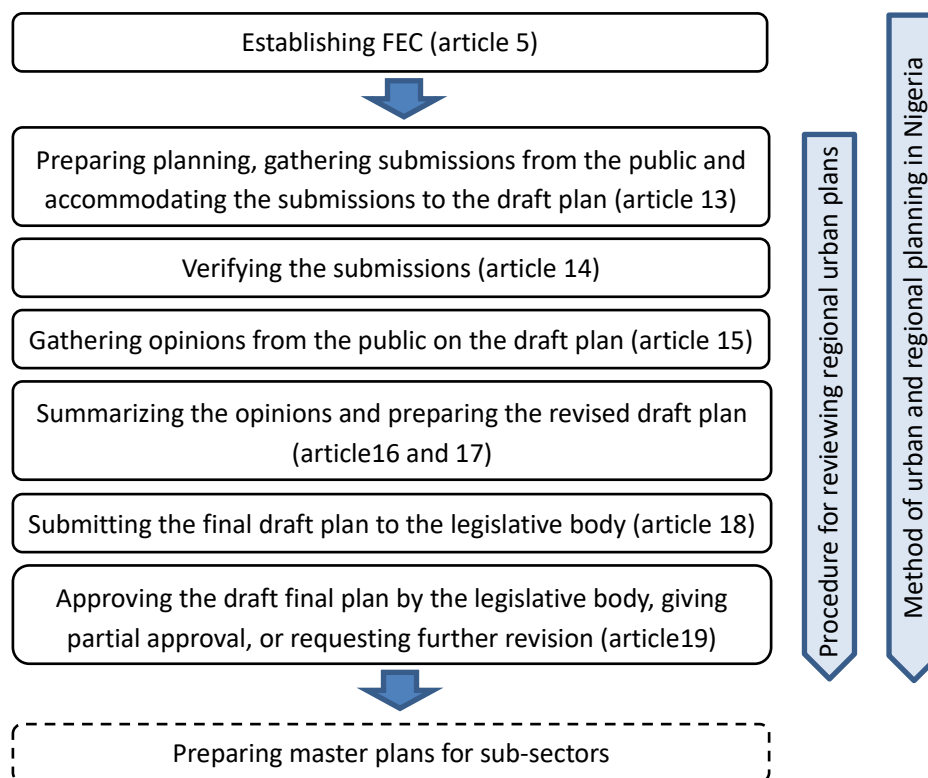 Establishing FEC (article 5)
Preparing planning, gathering submissions from the public and
accommodating the submissions to the draft plan (article 13)
Verifying the submissions (article 14)
Gathering opinions from the public on the draft plan (article 15)
Summarizing the opinions and preparing the revised draft plan
(article16 and 17)
Submitting the final draft plan to the legislative body (article 18)
Approving the draft final plan by the legislative body, giving
partial approval, or requesting further revision (article19)
Preparing master plans for sub-sectors
Procedure for reviewing regional urban plans
Method of urban and regional planning in Nigeria